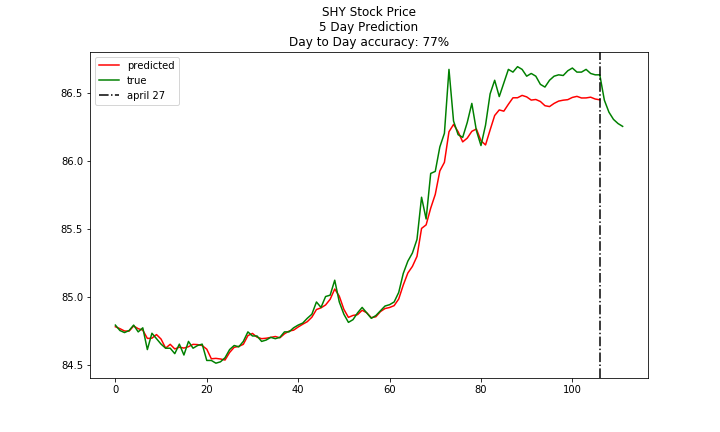 SHY Stock Price
5 Day Prediction
Day to Day accuracy: 77%
predicted
true
april 27
86.5
86.0
85.5
85.0
84.5
0 20 40 60 80 100